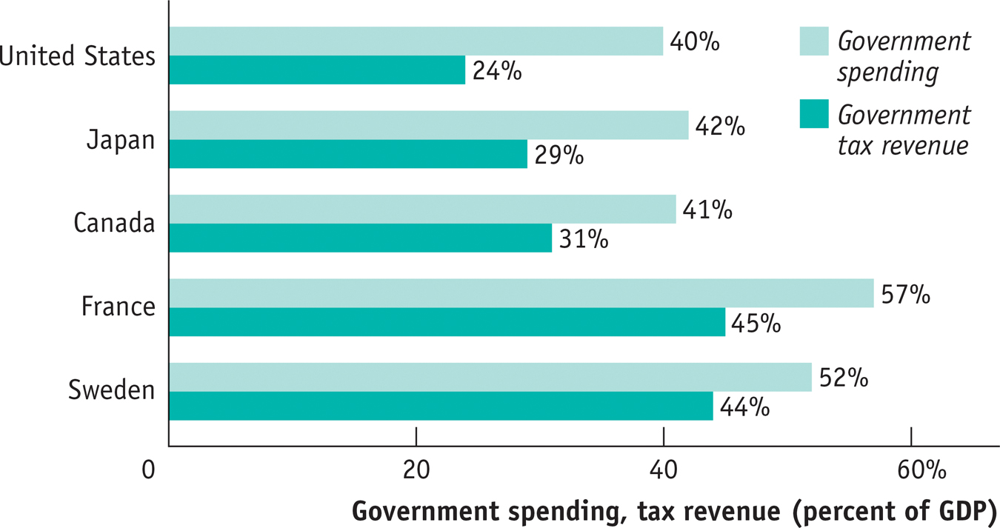 United States
40%
24%
Japan
42%
29%
Canada
41%
31%
France
57%
45%
Sweden
52%
44%
Government
spending
Government
tax revenue
0 20 40 60%
Government spending, tax revenue (percent of GDP)